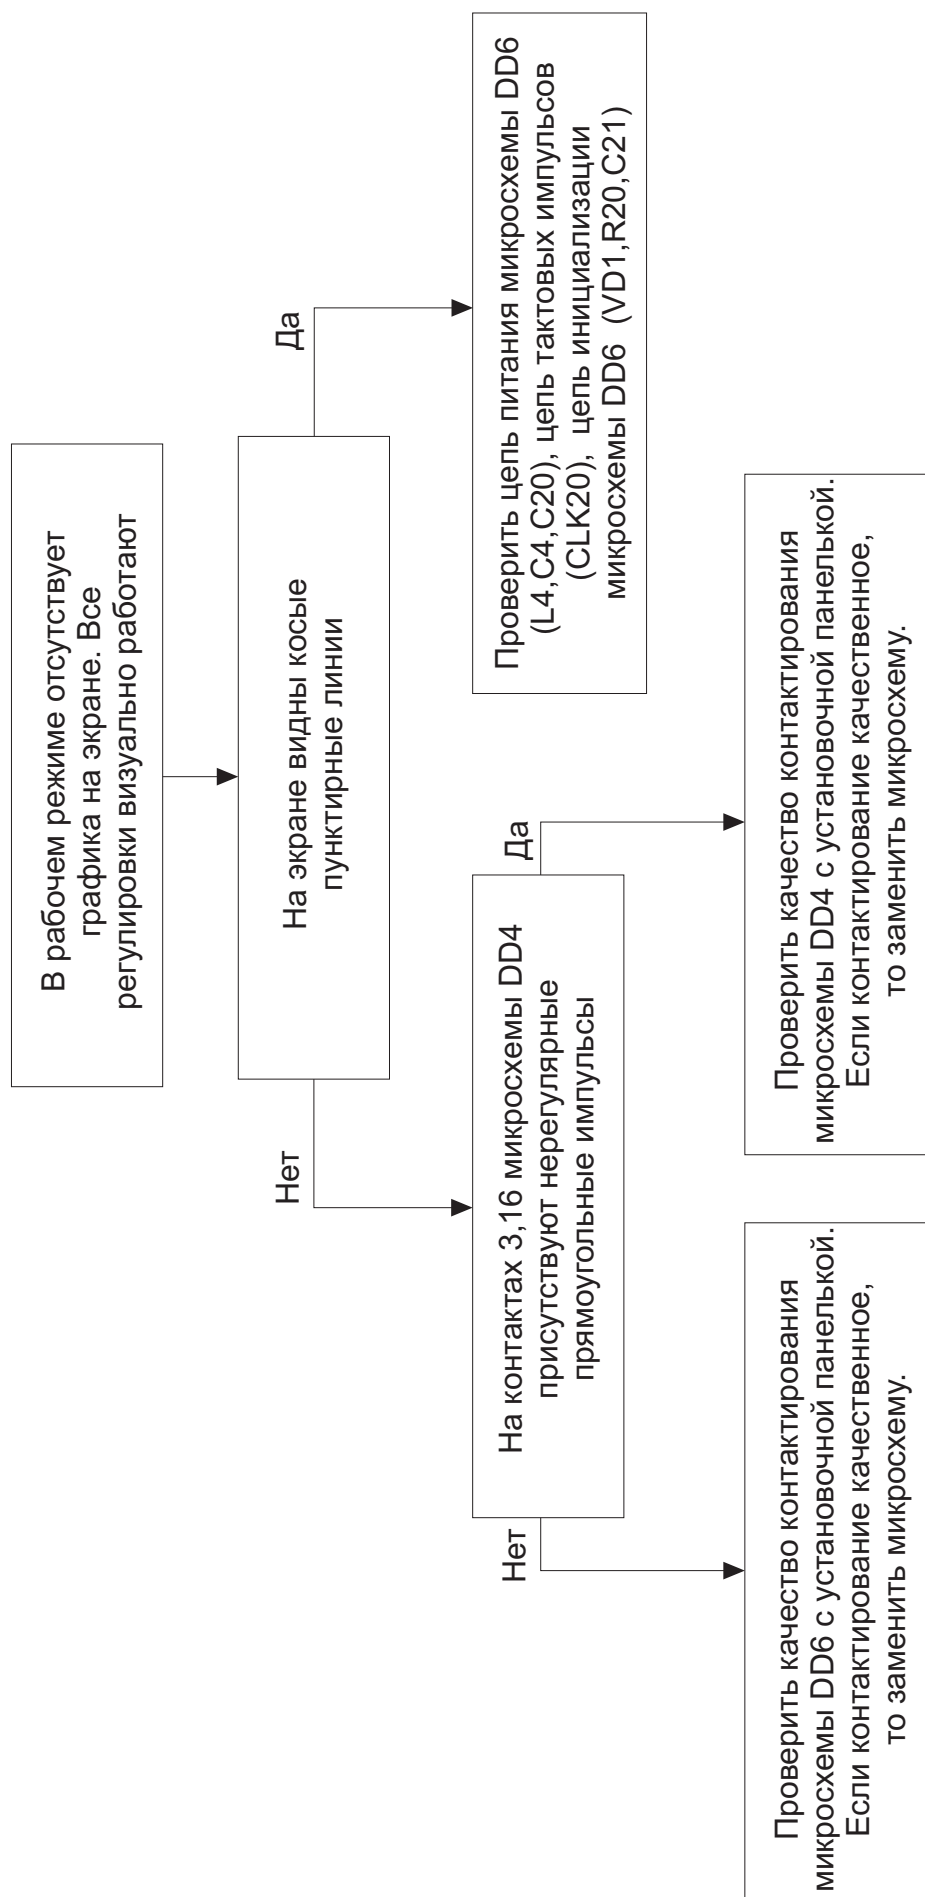 В рабочем режиме отсутствует
графика на экране. Все
регулировки визуально работают
На экране видны косые
пунктирные линии
Нет
Да
На контактах 3,16 микросхемы DD4
присутствуют нерегулярные
прямоугольные импульсы
Проверить цепь питания микросхемы DD6
(L4,C4,C20), цепь тактовых импульсов
(CLK20), цепь инициализации
микросхемы DD6 (VD1,R20,C21)
Нет
Да
Проверить качество контактирования
микросхемы DD6 с установочной панелькой.
Если контактирование качественное,
то заменить микросхему.
Проверить качество контактирования
микросхемы DD4 с установочной панелькой.
Если контактирование качественное,
то заменить микросхему.